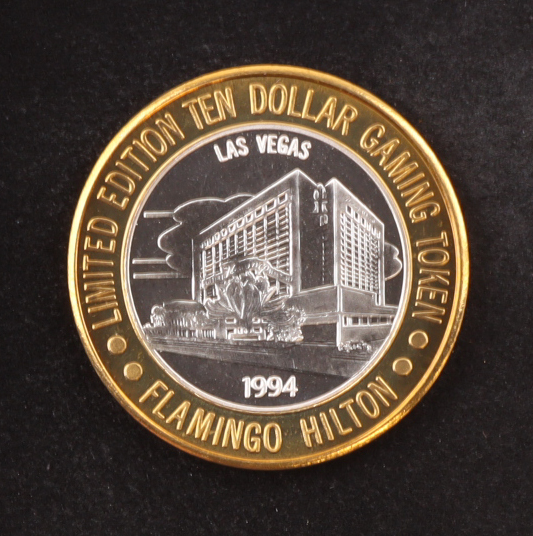 LIMITED EDITION TEN DOLLAR GAMING TOKEN
LAS VEGAS
1994
FLAMINGO HILTON